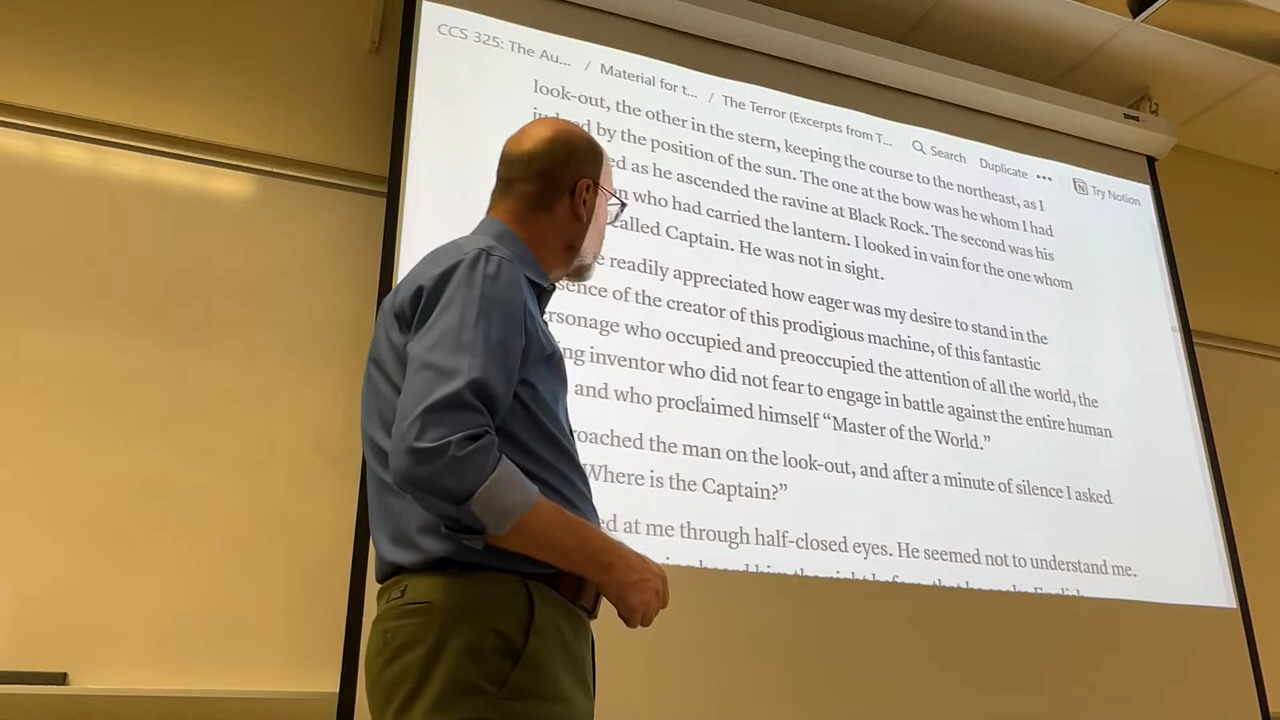 CCS 325: The Au... / Material for t... / The Terror (Excerpts from T... Search Duplicate ••• Try Notion
look-out, the other in the stern, keeping the course to the northeast, as I
by the position of the sun. The one at the bow was he whom I had
as he ascended the ravine at Black Rock. The second was his
who had carried the lantern. I looked in vain for the one whom
called Captain. He was not in sight.
readily appreciated how eager was my desire to stand in the
of the creator of this prodigious machine, of this fantastic
who occupied and preoccupied the attention of all the world, the
inventor who did not fear to engage in battle against the entire human
and who proclaimed himself “Master of the World.”
the man on the look-out, and after a minute of silence I asked
“Where is the Captain?”
at me through half-closed eyes. He seemed not to understand me.